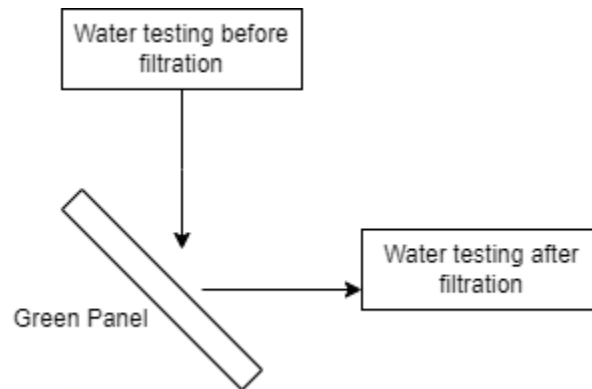 Water testing before
filtration
Water testing after
filtration
Green Panel